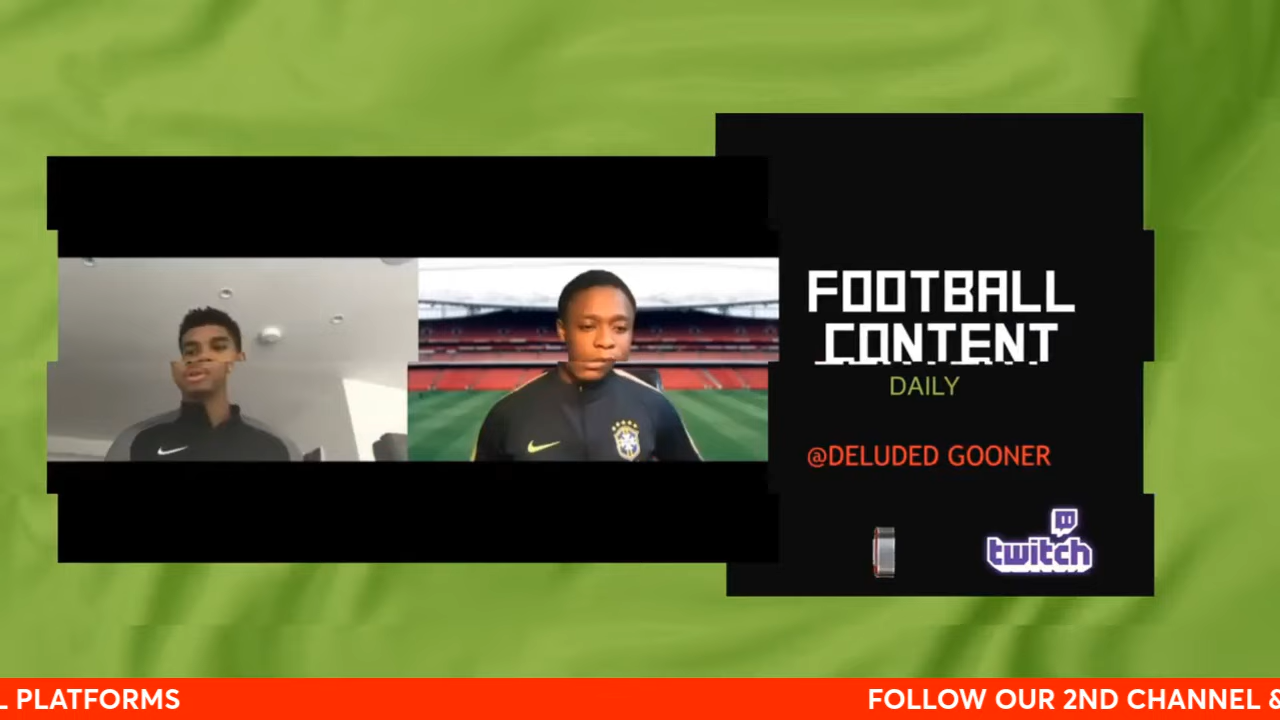 FOOTBALL
CONTENT
DAILY
@DELUDED GOONER
twitch
L PLATFORMS
FOLLOW OUR 2ND CHANNEL &